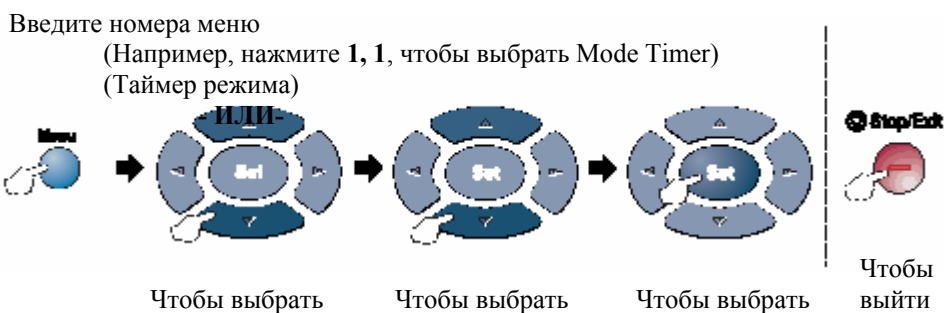 Введите номера меню
(Например, нажмите 1, 1, чтобы выбрать Mode Timer)
(Таймер режима)
- ИЛИ-
Menu
Set
Set
Set
Stop/Exit
Чтобы выбрать
Чтобы выбрать
Чтобы выбрать
Чтобы
выйти